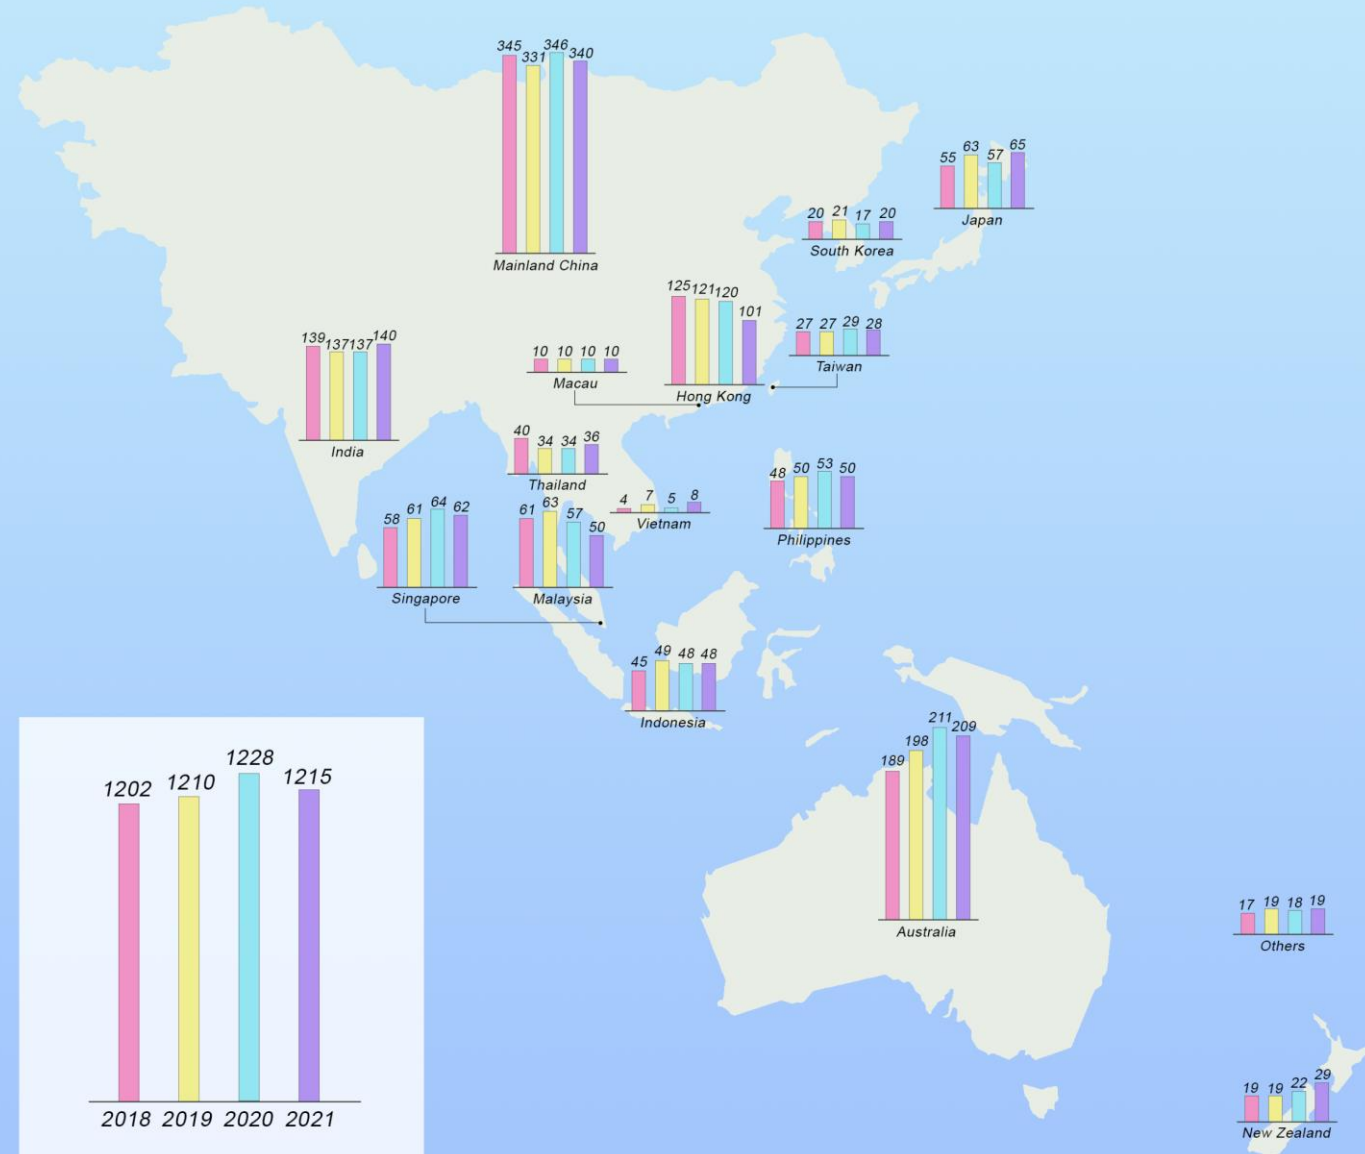 345 331 346 340
Mainland China
55 63 57 65
Japan
20 21 17 20
South Korea
125 121 120 101
Hong Kong
27 27 29 28
Taiwan
139 137 137 140
India
10 10 10 10
Macau
40 34 34 36
Thailand
4 7 5 8
Vietnam
48 50 53 50
Philippines
58 61 64 62
Singapore
61 63 57 50
Malaysia
45 49 48 48
Indonesia
189 198 211 209
Australia
17 19 18 19
Others
19 19 22 29
New Zealand
1202 1210 1228 1215
2018 2019 2020 2021